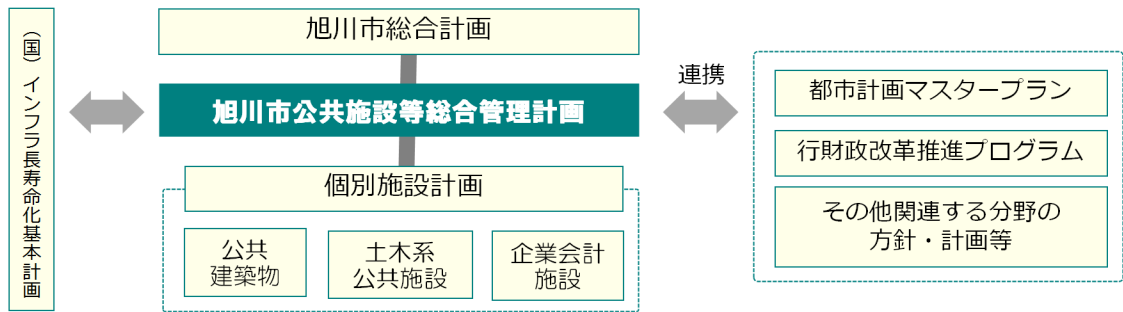 （国）インフラ長寿命化基本計画
旭川市総合計画
旭川市公共施設等総合管理計画
個別施設計画
公共
建築物
土木系
公共施設
企業会計
施設
連携
都市計画マスタープラン
行財政改革推進プログラム
その他関連する分野の
方針・計画等